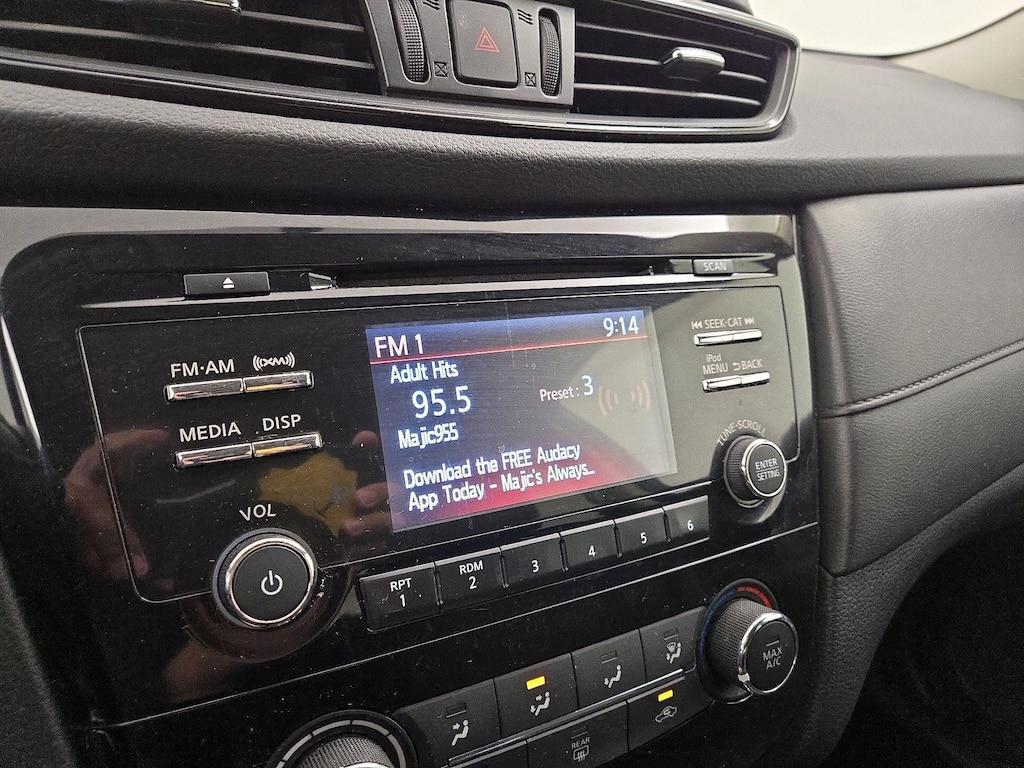 SCAN
FM 1
9:14
Adult Hits
95.5
Preset : 3
Majic955
Download the FREE Audacy
App Today - Majic's Always...
FM·AM
XM
MEDIA
DISP
VOL
SEEK·CAT
iPod
MENU
BACK
TUNE·SCROLL
ENTER
SETTING
RPT
1
RDM
2
3
4
5
6
MAX
A/C
REAR